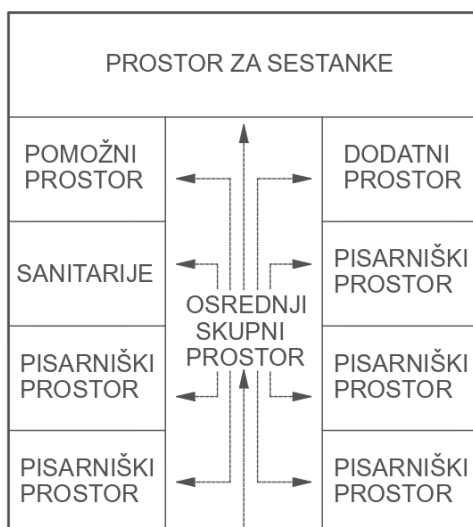 PROSTOR ZA SESTANKE
POMOŽNI
PROSTOR
DODATNI
PROSTOR
SANITARIJE
PISARNIŠKI
PROSTOR
OSREDNJI
SKUPNI
PROSTOR
PISARNIŠKI
PROSTOR
PISARNIŠKI
PROSTOR
PISARNIŠKI
PROSTOR
PISARNIŠKI
PROSTOR